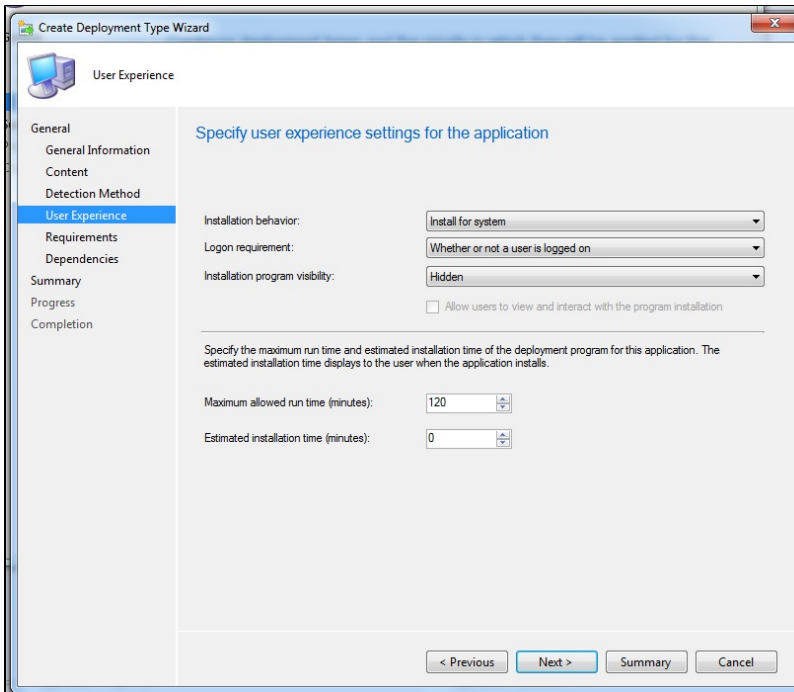 Create Deployment Type Wizard
User Experience
General
General Information
Content
Detection Method
User Experience
Requirements
Dependencies
Summary
Progress
Completion
Specify user experience settings for the application
Installation behavior: Install for system
Logon requirement: Whether or not a user is logged on
Installation program visibility: Hidden
Allow users to view and interact with the program installation
Specify the maximum run time and estimated installation time of the deployment program for this application. The
estimated installation time displays to the user when the application installs.
Maximum allowed run time (minutes): 120
Estimated installation time (minutes): 0
< Previous Next > Summary Cancel